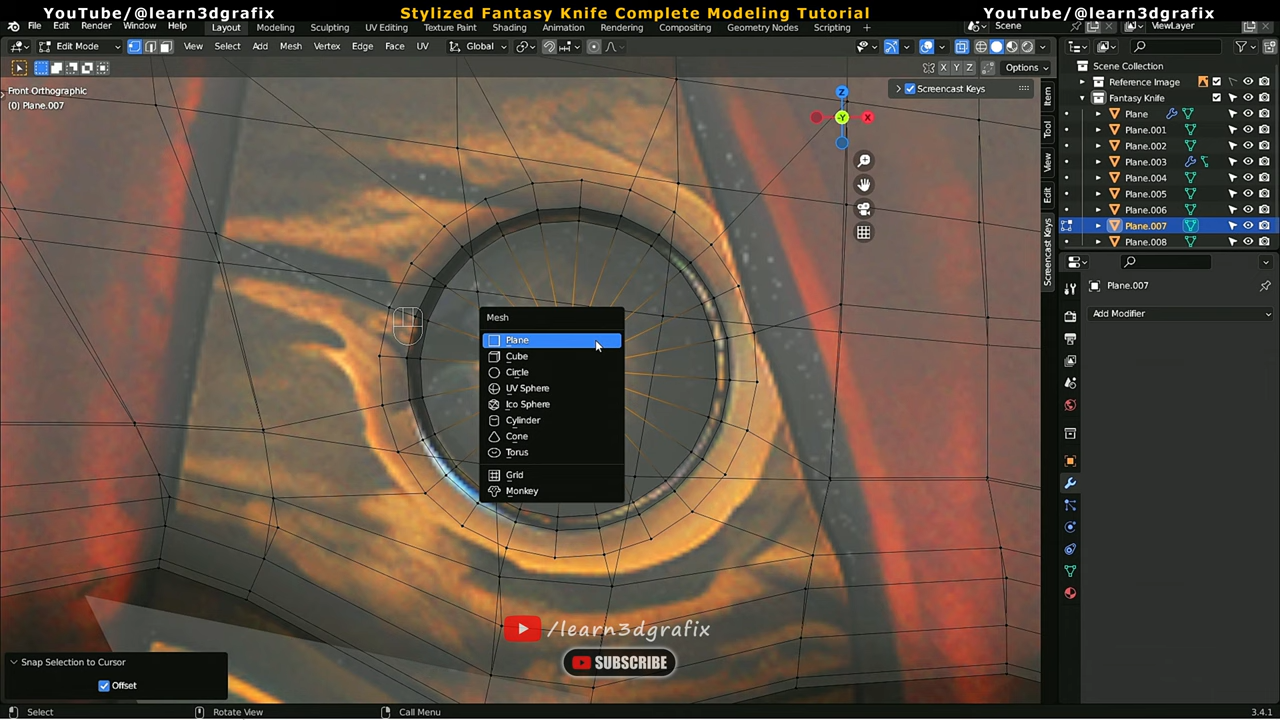 YouTube/@learn3dgrafix
Stylized Fantasy Knife Complete Modeling Tutorial
YouTube/@learn3dgrafix
File Edit Render Window Help Layout Modeling Sculpting UV Editing Texture Paint Shading Animation Rendering Compositing Geometry Nodes Scripting + Scene ViewLayer
Edit Mode View Select Add Mesh Vertex Edge Face UV Global
X Y Z Options
Front Orthographic
(0) Plane.007
Screencast Keys
Z
-Y
X
Item
Tool
View
Edit
Screencast Keys
Scene Collection
Reference Image
Fantasy Knife
Plane
Plane.001
Plane.002
Plane.003
Plane.004
Plane.005
Plane.006
Plane.007
Plane.008
Plane.007
Add Modifier
Mesh
Plane
Cube
Circle
UV Sphere
Ico Sphere
Cylinder
Cone
Torus
Grid
Monkey
/learn3dgrafix
SUBSCRIBE
Snap Selection to Cursor
Offset
Select Rotate View Call Menu 3.4.1